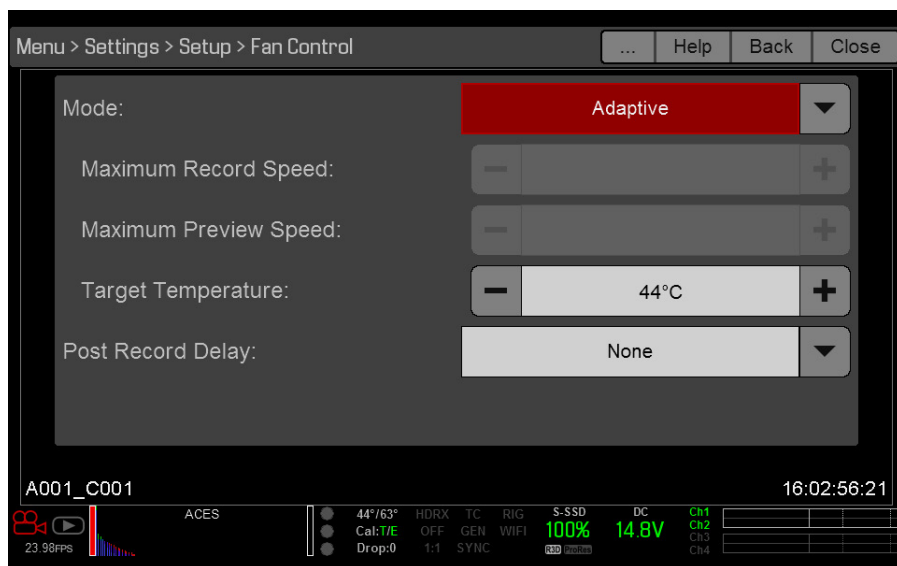 Menu > Settings > Setup > Fan Control ... Help Back Close
Mode: Adaptive
Maximum Record Speed:
Maximum Preview Speed:
Target Temperature: 44°C
Post Record Delay: None
A001_C001 16:02:56:21
ACES 44°/63° HDRX TC RIG S-SSD DC Ch1
Cal:T/E OFF GEN WIFI 100% 14.8V Ch2
23.98FPS Drop:0 1:1 SYNC R3D ProRes Ch3
Ch4